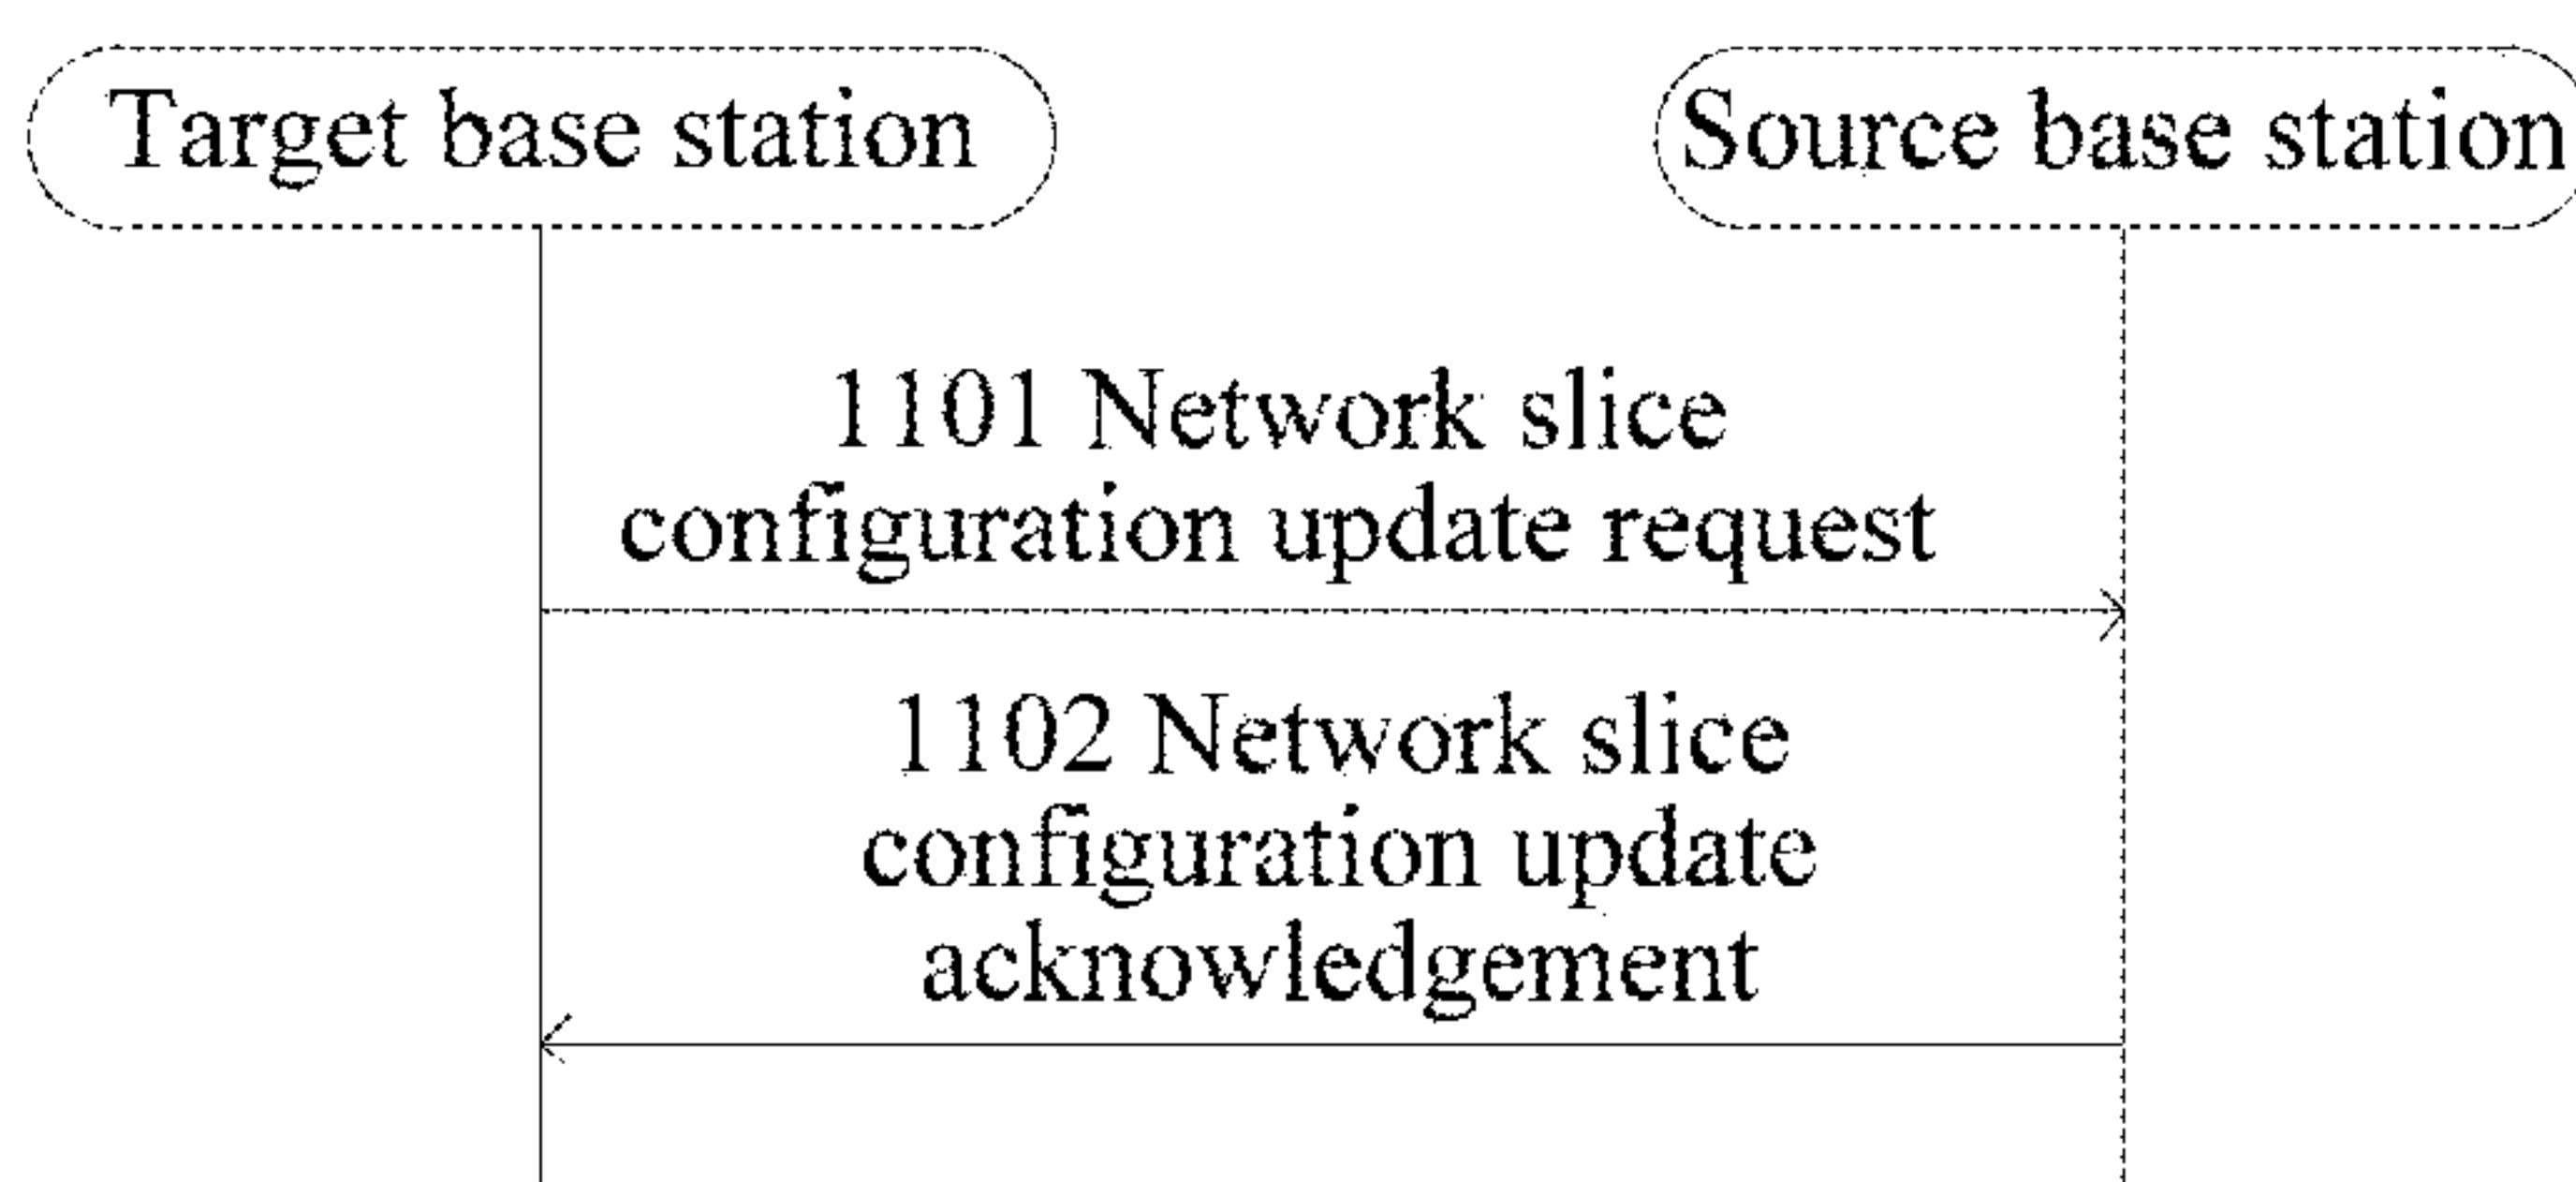 Target base station
Source base station
1101 Network slice
configuration update request
1102 Network slice
configuration update
acknowledgement